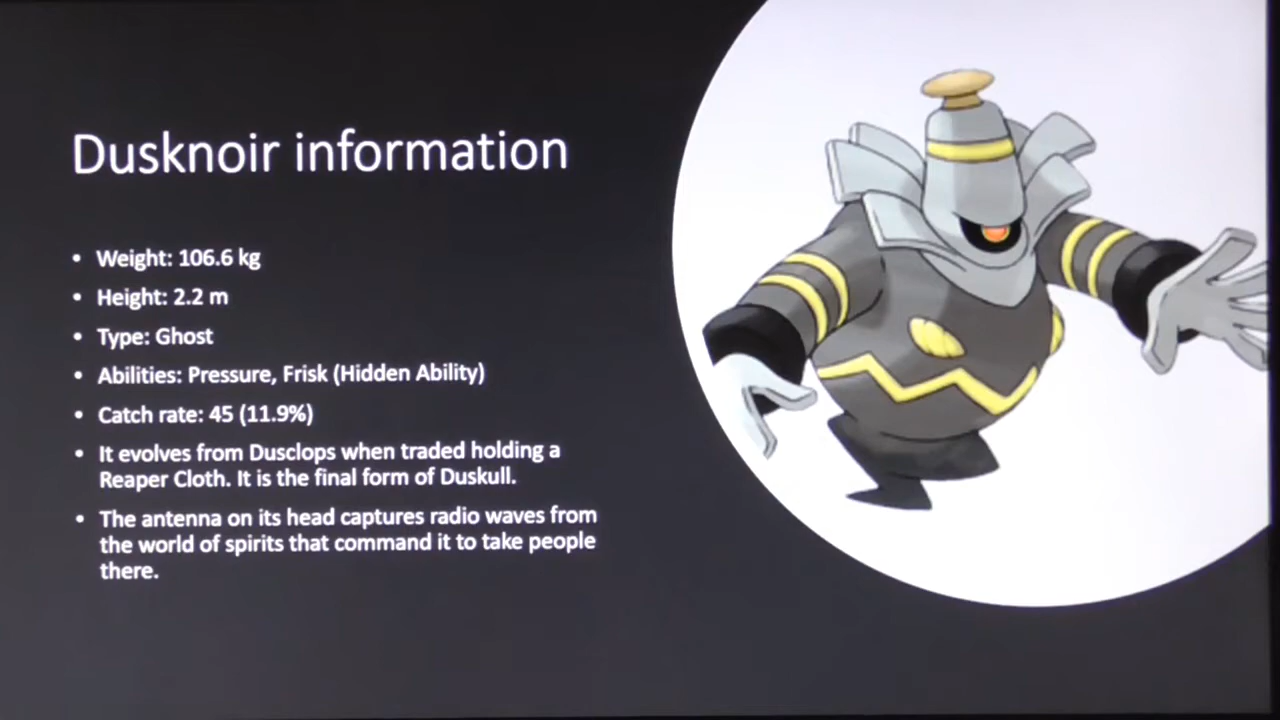 Dusknoir information
• Weight: 106.6 kg
• Height: 2.2 m
• Type: Ghost
• Abilities: Pressure, Frisk (Hidden Ability)
• Catch rate: 45 (11.9%)
• It evolves from Dusclops when traded holding a
Reaper Cloth. It is the final form of Duskull.
• The antenna on its head captures radio waves from
the world of spirits that command it to take people
there.